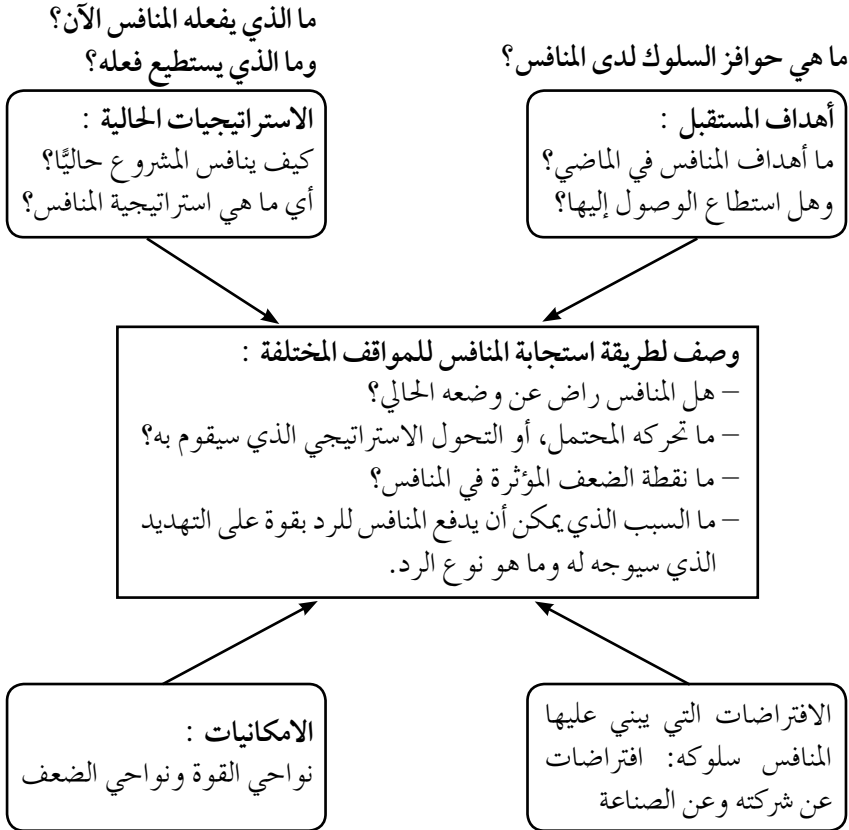 ما هي حوافز السلوك لدى المنافس؟
أهداف المستقبل :
ما أهداف المنافس في الماضي؟
وهل استطاع الوصول إليها؟
ما الذي يفعله المنافس الآن؟
وما الذي يستطيع فعله؟
الاستراتيجيات الحالية :
كيف ينافس المشروع حاليًّا؟
أي ما هي استراتيجية المنافس؟
وصف لطريقة استجابة المنافس للمواقف المختلفة :
– هل المنافس راض عن وضعه الحالي؟
– ما تحركه المحتمل، أو التحول الاستراتيجي الذي سيقوم به؟
– ما نقطة الضعف المؤثرة في المنافس؟
– ما السبب الذي يمكن أن يدفع المنافس للرد بقوة على التهديد
الذي سيوجه له وما هو نوع الرد.
الافتراضات التي يبني عليها
المنافس سلوكه: افتراضات
عن شركته وعن الصناعة
الامكانيات :
نواحي القوة ونواحي الضعف